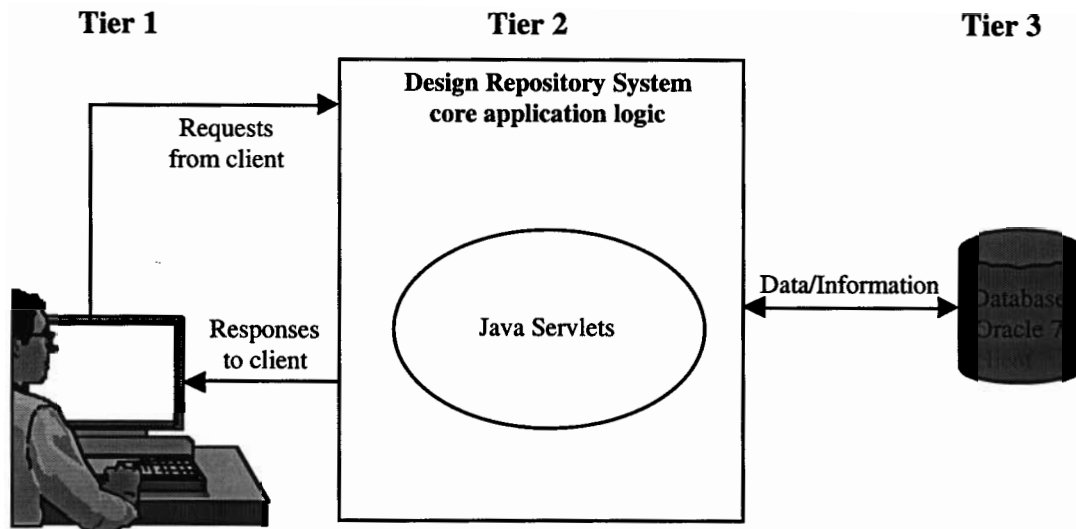 Tier 1
Tier 2
Tier 3
Design Repository System
core application logic
Requests
from client
Java Servlets
Responses
to client
Data/Information
Database
Oracle 7
client